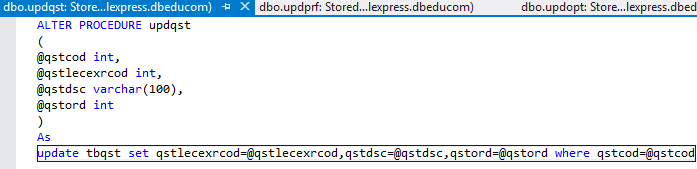 dbo.updqst: Store...lexpress.dbeducom) dbo.updprf: Stored...lexpress.dbeducom) dbo.updopt: Store...lexpress.dbed
ALTER PROCEDURE updqst
(
@qstcod int,
@qstlecexrcod int,
@qstdsc varchar(100),
@qstord int
)
As
update tbqst set qstlecexrcod=@qstlecexrcod,qstdsc=@qstdsc,qstord=@qstord where qstcod=@qstcod